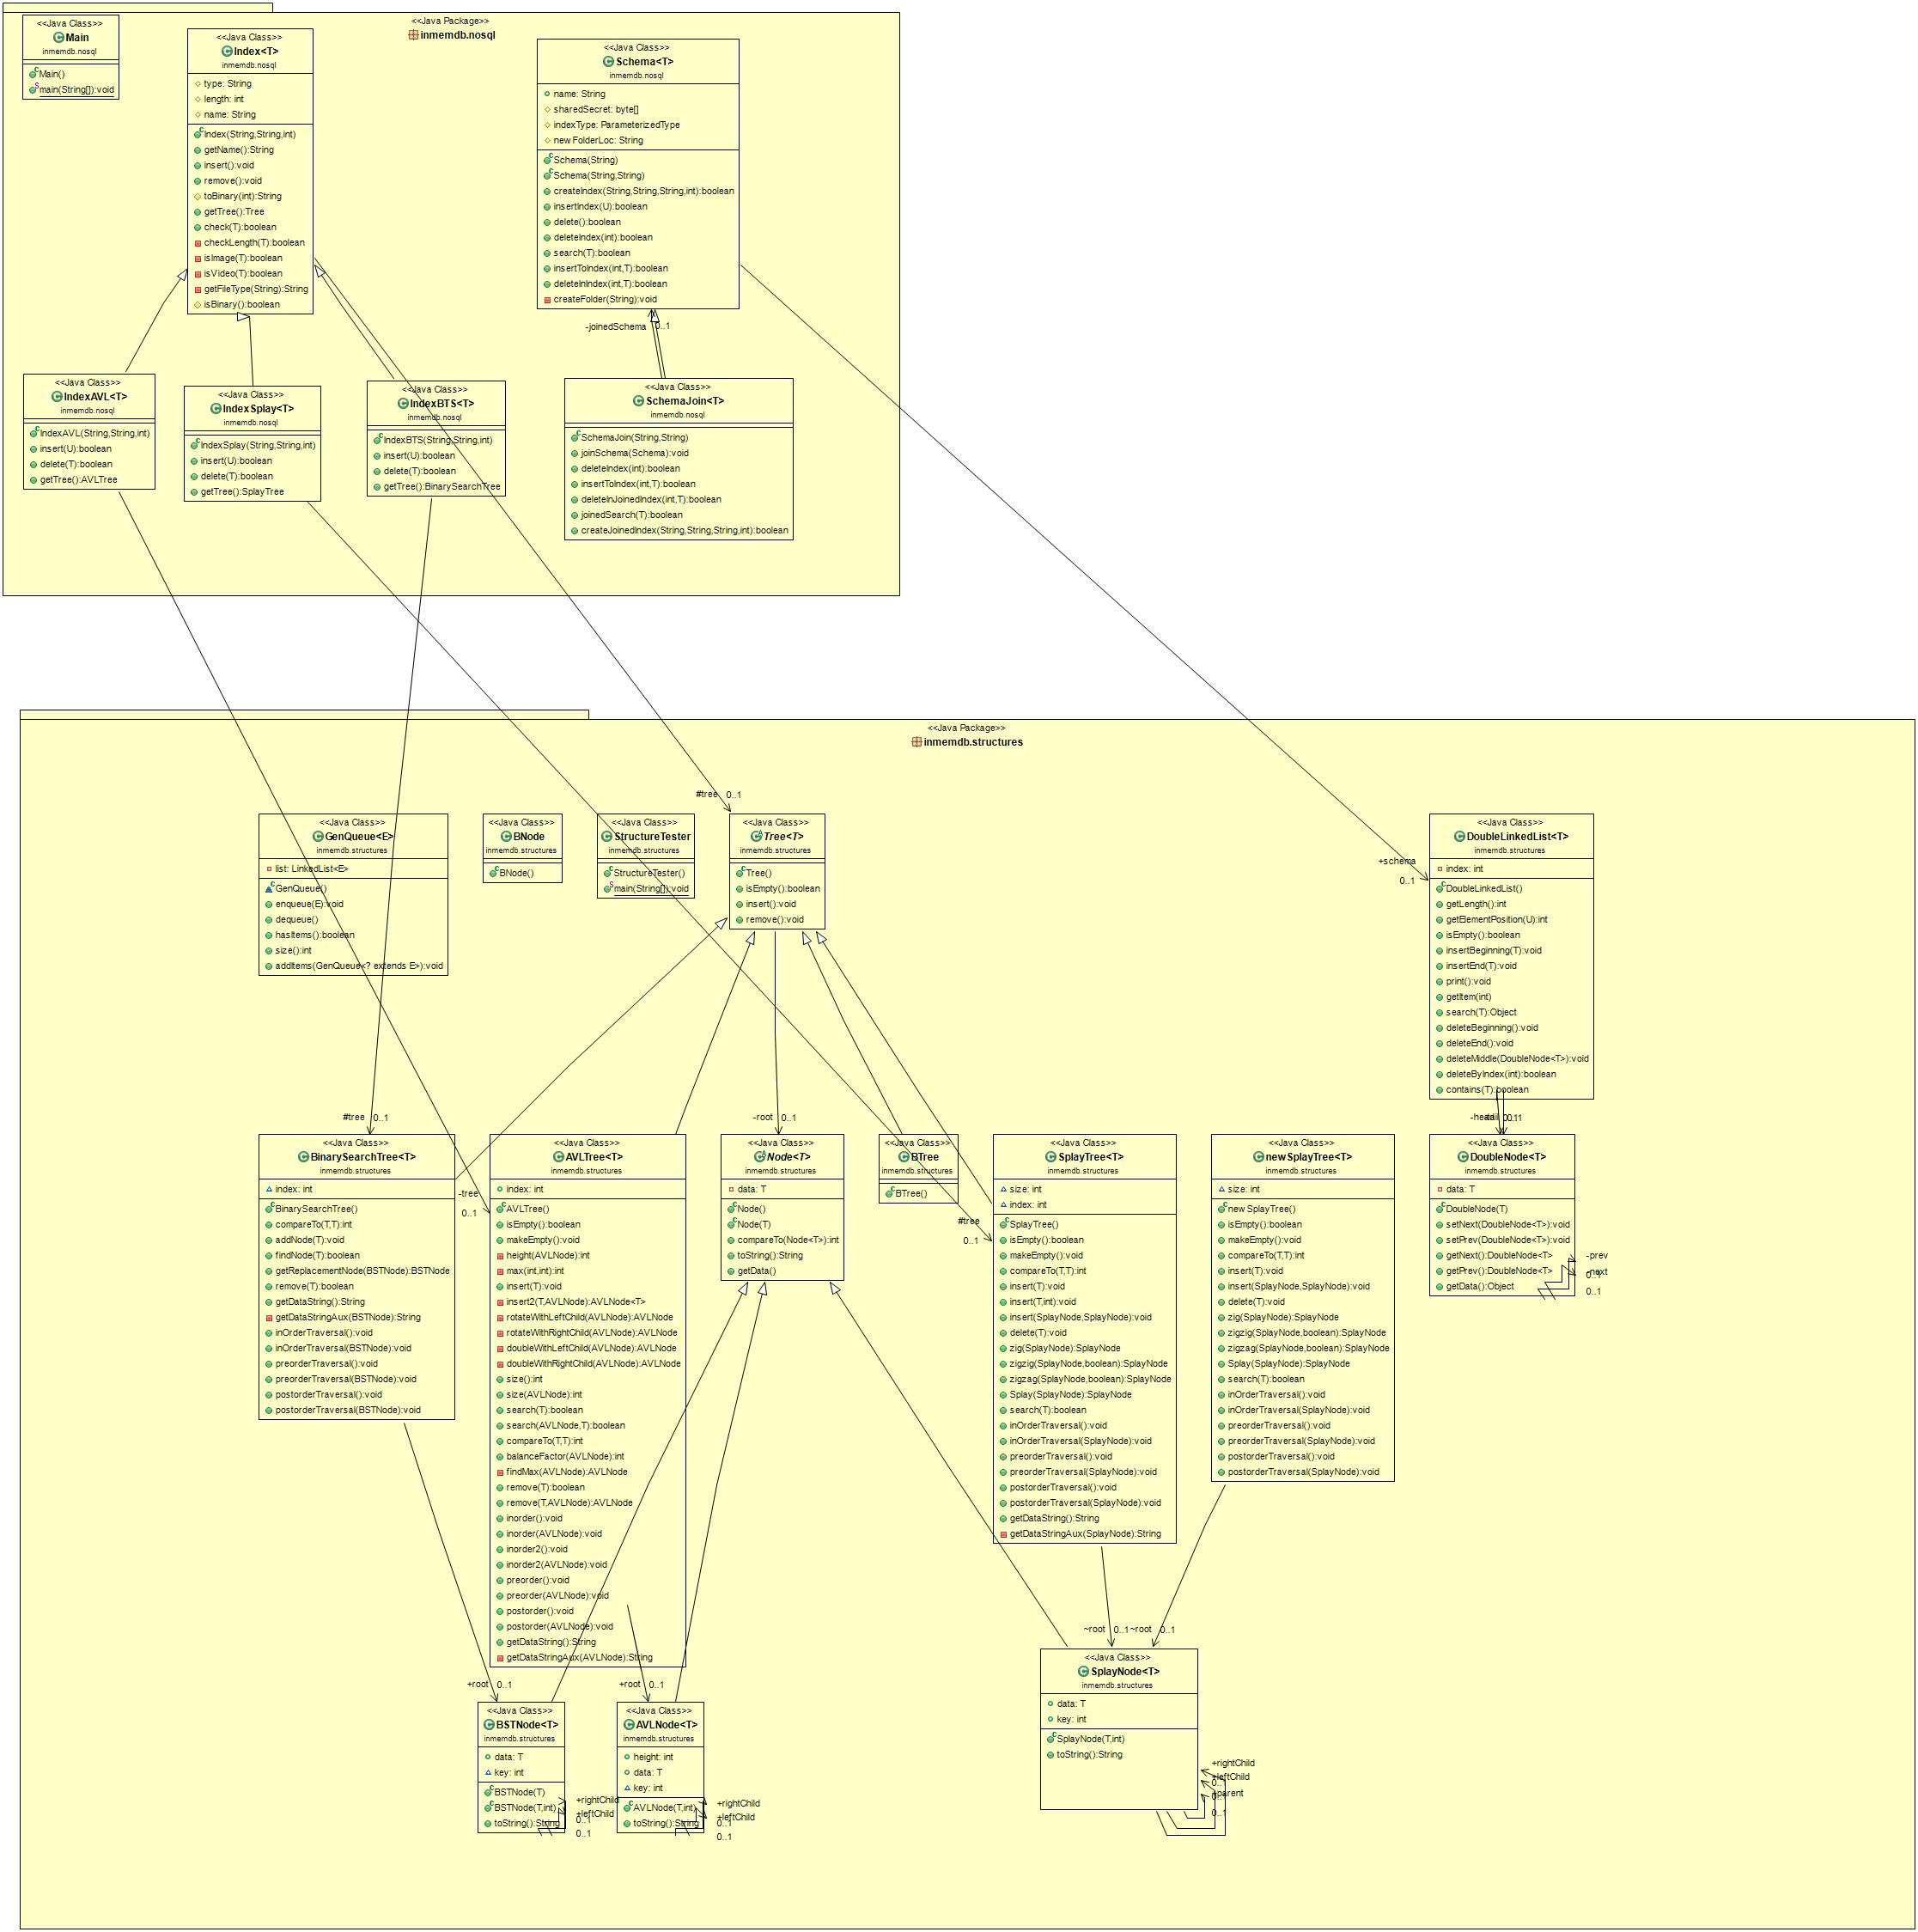 <<Java Package>>
inmemdb.nosql
<<Java Class>>
Main
inmemdb.nosql
Main()
main(String[]):void
<<Java Class>>
Index<T>
inmemdb.nosql
type: String
length: int
name: String
Index(String,String,int)
getName():String
insert():void
remove():void
toBinary(int):String
getTree():Tree
check(T):boolean
checkLength(T):boolean
isImage(T):boolean
isVideo(T):boolean
getFileType(String):String
isBinary():boolean
<<Java Class>>
Schema<T>
inmemdb.nosql
name: String
sharedSecret: byte[]
indexType: ParameterizedType
newFolderLoc: String
Schema(String)
Schema(String,String)
createIndex(String,String,String,int):boolean
insertIndex(U):boolean
delete():boolean
deleteIndex(int):boolean
search(T):boolean
insertToIndex(int,T):boolean
deleteInIndex(int,T):boolean
createFolder(String):void
-joinedSchema 0..1
<<Java Class>>
IndexAVL<T>
inmemdb.nosql
IndexAVL(String,String,int)
insert(U):boolean
delete(T):boolean
getTree():AVLTree
<<Java Class>>
IndexSplay<T>
inmemdb.nosql
IndexSplay(String,String,int)
insert(U):boolean
delete(T):boolean
getTree():SplayTree
<<Java Class>>
IndexBTS<T>
inmemdb.nosql
IndexBTS(String,String,int)
insert(U):boolean
delete(T):boolean
getTree():BinarySearchTree
<<Java Class>>
SchemaJoin<T>
inmemdb.nosql
SchemaJoin(String,String)
joinSchema(Schema):void
deleteIndex(int):boolean
insertToIndex(int,T):boolean
deleteInJoinedIndex(int,T):boolean
joinedSearch(T):boolean
createJoinedIndex(String,String,String,int):boolean
<<Java Package>>
inmemdb.structures
#tree 0..1
<<Java Class>>
GenQueue<E>
inmemdb.structures
list: LinkedList<E>
GenQueue()
enqueue(E):void
dequeue()
hasItems():boolean
size():int
addItems(GenQueue<? extends E>):void
<<Java Class>>
BNode
inmemdb.structures
BNode()
<<Java Class>>
StructureTester
inmemdb.structures
StructureTester()
main(String[]):void
<<Java Class>>
Tree<T>
inmemdb.structures
Tree()
isEmpty():boolean
insert():void
remove():void
+schema
0..1
<<Java Class>>
DoubleLinkedList<T>
inmemdb.structures
index: int
DoubleLinkedList()
getLength():int
getElementPosition(U):int
isEmpty():boolean
insertBeginning(T):void
insertEnd(T):void
print():void
getItem(int)
search(T):Object
deleteBeginning():void
deleteEnd():void
deleteMiddle(DoubleNode<T>):void
deleteByIndex(int):boolean
contains(T):boolean
#tree 0..1
<<Java Class>>
BinarySearchTree<T>
inmemdb.structures
index: int
BinarySearchTree()
compareTo(T,T):int
addNode(T):void
findNode(T):boolean
getReplacementNode(BSTNode):BSTNode
remove(T):boolean
getDataString():String
getDataStringAux(BSTNode):String
inOrderTraversal():void
inOrderTraversal(BSTNode):void
preorderTraversal():void
preorderTraversal(BSTNode):void
postorderTraversal():void
postorderTraversal(BSTNode):void
-tree
0..1
<<Java Class>>
AVLTree<T>
inmemdb.structures
index: int
AVLTree()
isEmpty():boolean
makeEmpty():void
height(AVLNode):int
max(int,int):int
insert(T):void
insert2(T,AVLNode):AVLNode<T>
rotateWithLeftChild(AVLNode):AVLNode
rotateWithRightChild(AVLNode):AVLNode
doubleWithLeftChild(AVLNode):AVLNode
doubleWithRightChild(AVLNode):AVLNode
size():int
size(AVLNode):int
search(T):boolean
search(AVLNode,T):boolean
compareTo(T,T):int
balanceFactor(AVLNode):int
findMax(AVLNode):AVLNode
remove(T):boolean
remove(T,AVLNode):AVLNode
inorder():void
inorder(AVLNode):void
inorder2():void
inorder2(AVLNode):void
preorder():void
preorder(AVLNode):void
postorder():void
postorder(AVLNode):void
getDataString():String
getDataStringAux(AVLNode):String
-root 0..1
<<Java Class>>
Node<T>
inmemdb.structures
data: T
Node()
Node(T)
compareTo(Node<T>):int
toString():String
getData()
<<Java Class>>
BTree
inmemdb.structures
BTree()
#tree
0..1
<<Java Class>>
SplayTree<T>
inmemdb.structures
size: int
index: int
SplayTree()
isEmpty():boolean
makeEmpty():void
compareTo(T,T):int
insert(T):void
insert(T,int):void
insert(SplayNode,SplayNode):void
delete(T):void
zig(SplayNode):SplayNode
zigzig(SplayNode,boolean):SplayNode
zigzag(SplayNode,boolean):SplayNode
Splay(SplayNode):SplayNode
search(T):boolean
inOrderTraversal():void
inOrderTraversal(SplayNode):void
preorderTraversal():void
preorderTraversal(SplayNode):void
postorderTraversal():void
postorderTraversal(SplayNode):void
getDataString():String
getDataStringAux(SplayNode):String
<<Java Class>>
newSplayTree<T>
inmemdb.structures
size: int
newSplayTree()
isEmpty():boolean
makeEmpty():void
compareTo(T,T):int
insert(T):void
insert(SplayNode,SplayNode):void
delete(T):void
zig(SplayNode):SplayNode
zigzig(SplayNode,boolean):SplayNode
zigzag(SplayNode,boolean):SplayNode
Splay(SplayNode):SplayNode
search(T):boolean
inOrderTraversal():void
inOrderTraversal(SplayNode):void
preorderTraversal():void
preorderTraversal(SplayNode):void
postorderTraversal():void
postorderTraversal(SplayNode):void
<<Java Class>>
DoubleNode<T>
inmemdb.structures
data: T
DoubleNode(T)
setNext(DoubleNode<T>):void
setPrev(DoubleNode<T>):void
getNext():DoubleNode<T>
getPrev():DoubleNode<T>
getData():Object
-prev
-next
0..1
0..1
+root 0..1
<<Java Class>>
BSTNode<T>
inmemdb.structures
data: T
key: int
BSTNode(T)
BSTNode(T,int)
toString():String
+rightChild
+leftChild
0..1
0..1
+root 0..1
<<Java Class>>
AVLNode<T>
inmemdb.structures
height: int
data: T
key: int
AVLNode(T,int)
toString():String
+rightChild
+leftChild
0..1
0..1
~root 0..1 ~root 0..1
<<Java Class>>
SplayNode<T>
inmemdb.structures
data: T
key: int
SplayNode(T,int)
toString():String
+rightChild
+leftChild
0..1
+parent
0..1
0..1